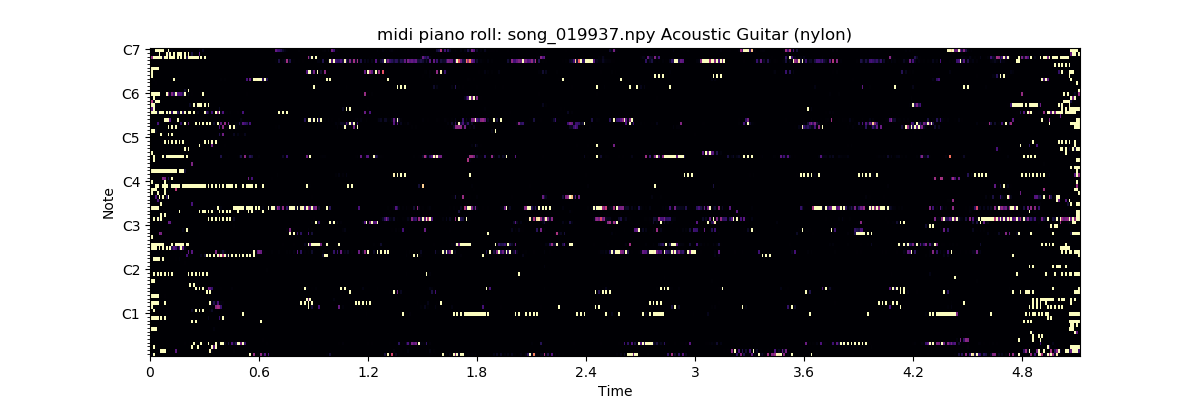 midi piano roll: song_019937.npy Acoustic Guitar (nylon)
C7
C6
C5
C4
C3
C2
C1
Note
0
0.6
1.2
1.8
2.4
3
3.6
4.2
4.8
Time